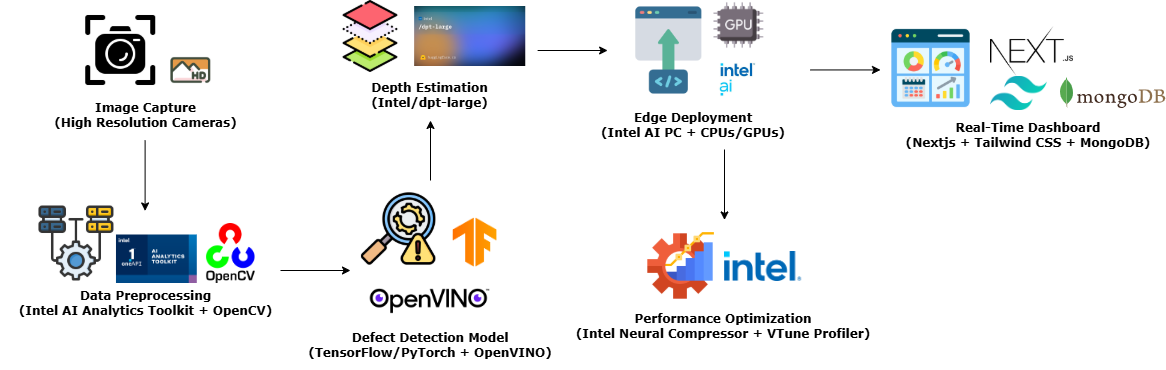 HD
Image Capture
(High Resolution Cameras)
intel
1
oneAPI
AI
ANALYTICS
TOOLKIT
OpenCV
Data Preprocessing
(Intel AI Analytics Toolkit + OpenCV)
OpenVINO
Defect Detection Model
(TensorFlow/PyTorch + OpenVINO)
/dpt-large
Depth Estimation
(Intel/dpt-large)
GPU
</>
intel
ai
Edge Deployment
(Intel AI PC + CPUs/GPUs)
intel.
Performance Optimization
(Intel Neural Compressor + VTune Profiler)
NEXT.JS
mongoDB
Real-Time Dashboard
(Nextjs + Tailwind CSS + MongoDB)